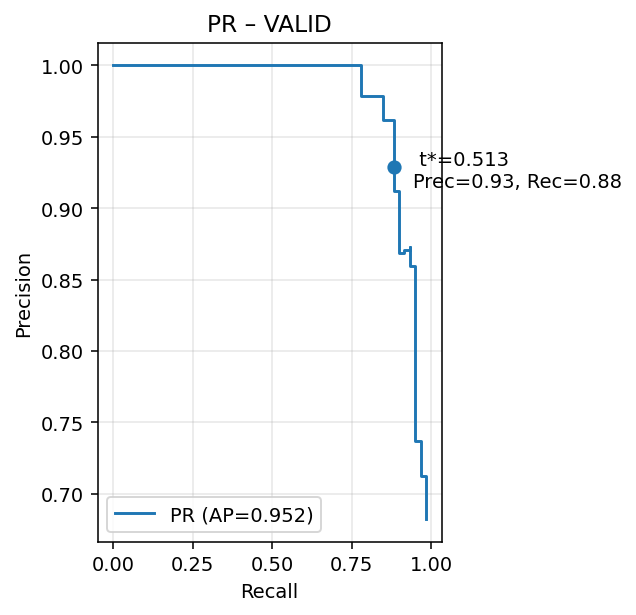 PR – VALID
1.00
0.95
0.90
0.85
0.80
0.75
0.70
Precision
t*=0.513
Prec=0.93, Rec=0.88
PR (AP=0.952)
0.00 0.25 0.50 0.75 1.00
Recall